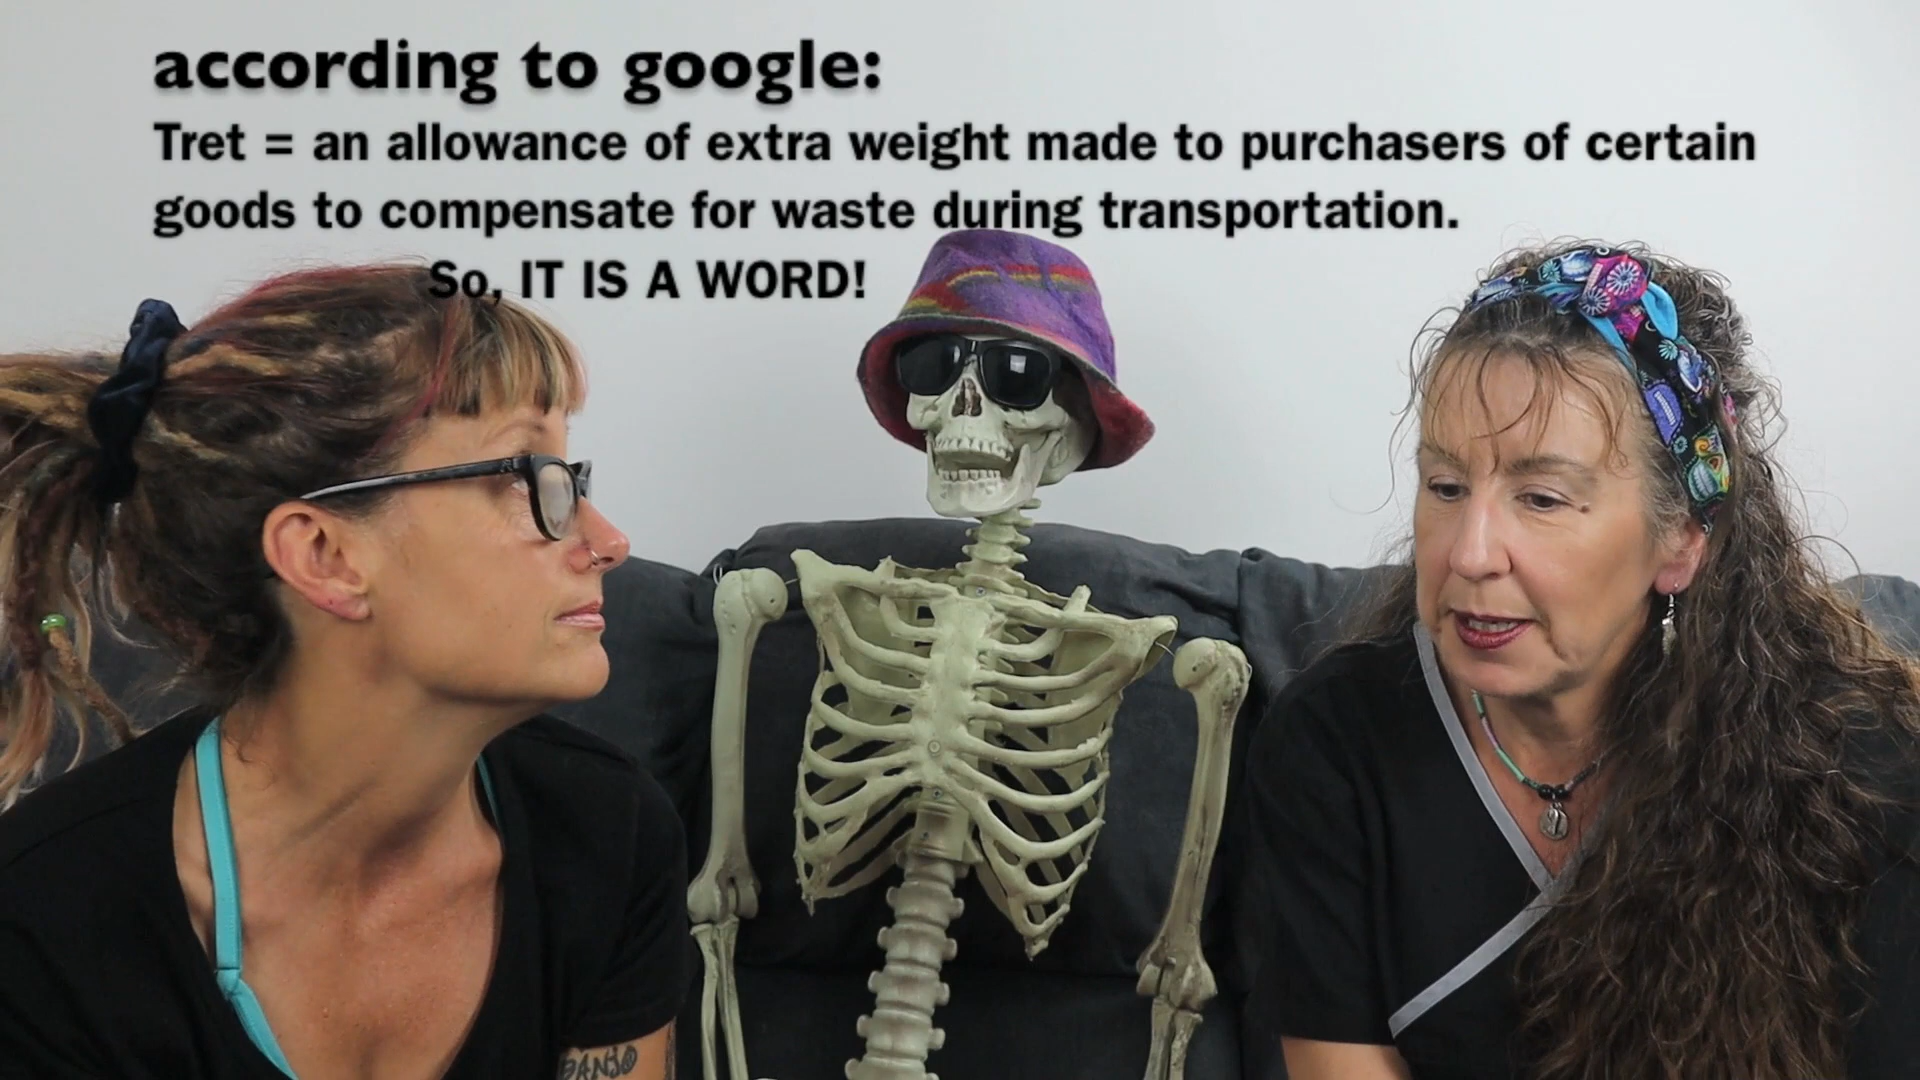 according to google:
Tret = an allowance of extra weight made to purchasers of certain
goods to compensate for waste during transportation.
So, IT IS A WORD!
BANJO